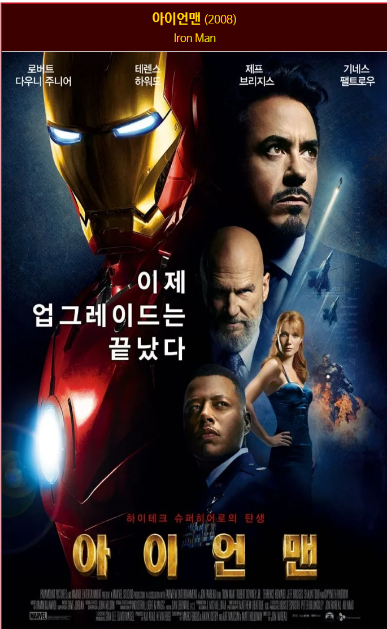 아이언맨 (2008)
Iron Man
로버트 다우니 주니어
테렌스 하워드
제프 브리지스
기네스 팰트로우
이제
업그레이드는
끝났다
하이테크 슈퍼히어로의 탄생
아이언맨
MARVEL